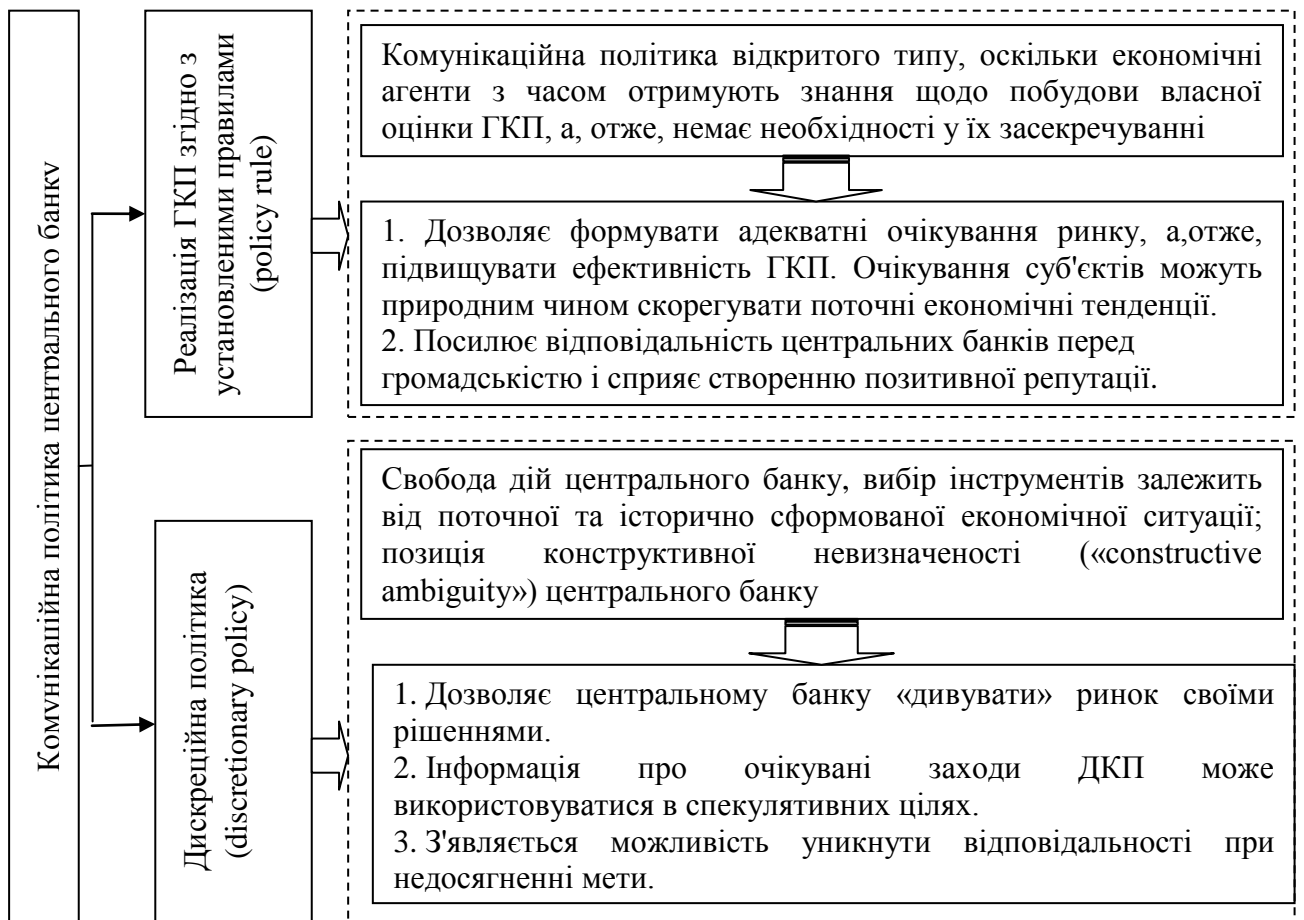 Комунікаційна політика центрального банку
Реалізація ГКП згідно з
установленими правилами
(policy rule)
Комунікаційна політика відкритого типу, оскільки економічні
агенти з часом отримують знання щодо побудови власної
оцінки ГКП, а, отже, немає необхідності у їх засекречуванні
1. Дозволяє формувати адекватні очікування ринку, а,отже,
підвищувати ефективність ГКП. Очікування суб'єктів можуть
природним чином скорегувати поточні економічні тенденції.
2. Посилює відповідальність центральних банків перед
громадськістю і сприяє створенню позитивної репутації.
Дискреційна політика
(discretionary policy)
Свобода дій центрального банку, вибір інструментів залежить
від поточної та історично сформованої економічної ситуації;
позиція конструктивної невизначеності («constructive
ambiguity») центрального банку
1. Дозволяє центральному банку «дивувати» ринок своїми
рішеннями.
2. Інформація про очікувані заходи ДКП може
використовуватися в спекулятивних цілях.
3. З'являється можливість уникнути відповідальності при
недосягненні мети.